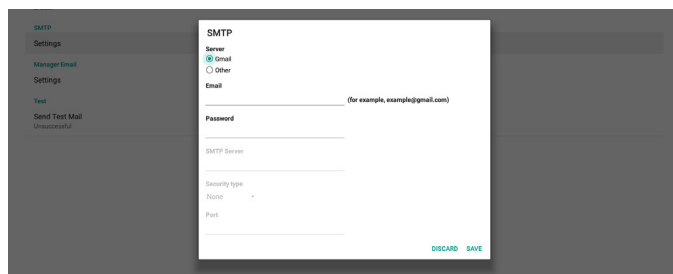 SMTP
Settings
Manager Email
Settings
Test
Send Test Mail
Unsuccessful
SMTP
Server
Gmail
Other
Email
(for example, example@gmail.com)
Password
SMTP Server
Security type
None
Port
DISCARD SAVE